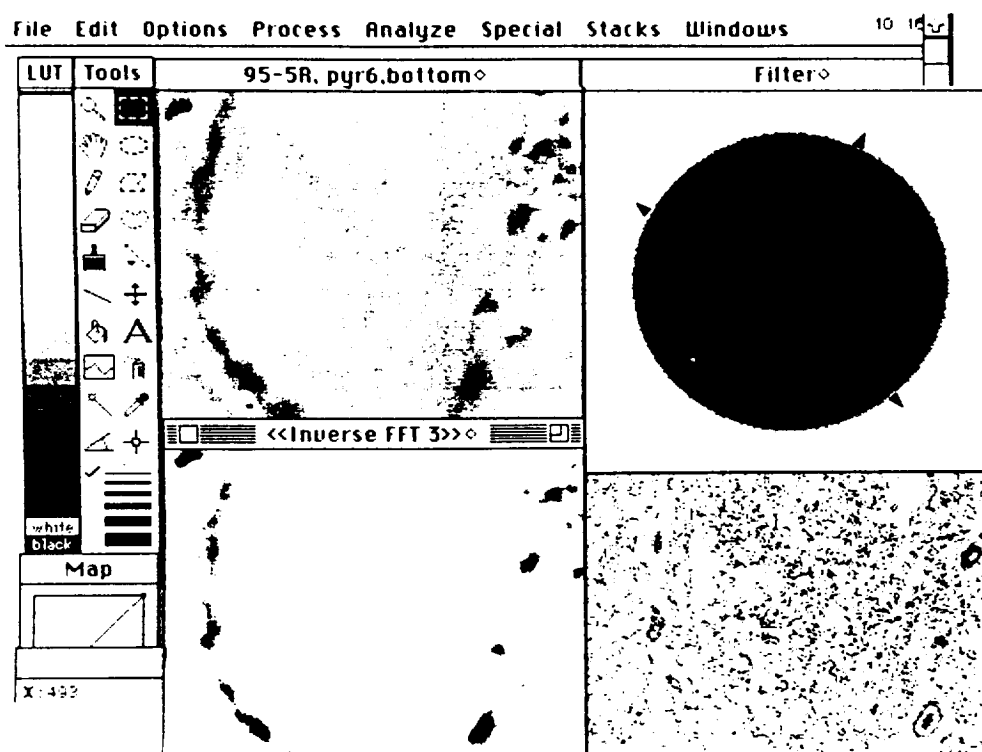 File Edit Options Process Analyze Special Stacks Windows
LUT Tools 95-5R, pyr6.bottom Filter
A
<<Inverse FFT 3>>
white
black
Map
X:493